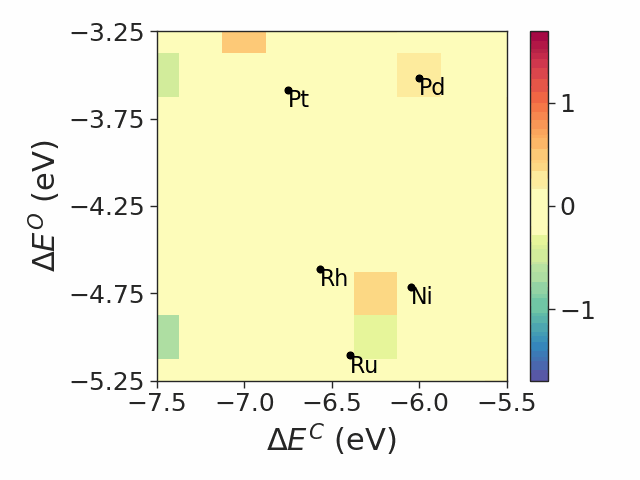 −3.25
−3.75
−4.25
−4.75
−5.25
ΔE^O (eV)
Pt
Pd
Rh
Ni
Ru
−7.5 −7.0 −6.5 −6.0 −5.5
ΔE^C (eV)
1
0
−1